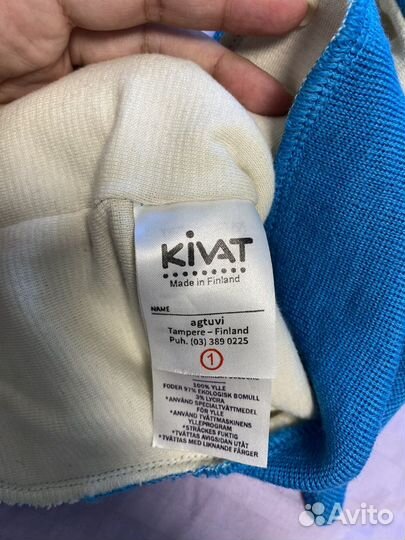 KiVAT
Made in Finland
NAME
agtuvi
Tampere – Finland
Puh. (03) 389 0225
1
100% YLLE
FODER 97% EKOLOGISK BOMULL
3% LYCRA
*ANVÄND SPECIALTVÄTTMEDEL
FÖR YLLE
*ANVÄND TVÄTTMASKINENS
YLLEPROGRAM
*STRÄCKES FUKTIG
*TVÄTTAS AVIGSIDAN UTÅT
*TVÄTTAS MED LIKNANDE FÄRGER
Avito